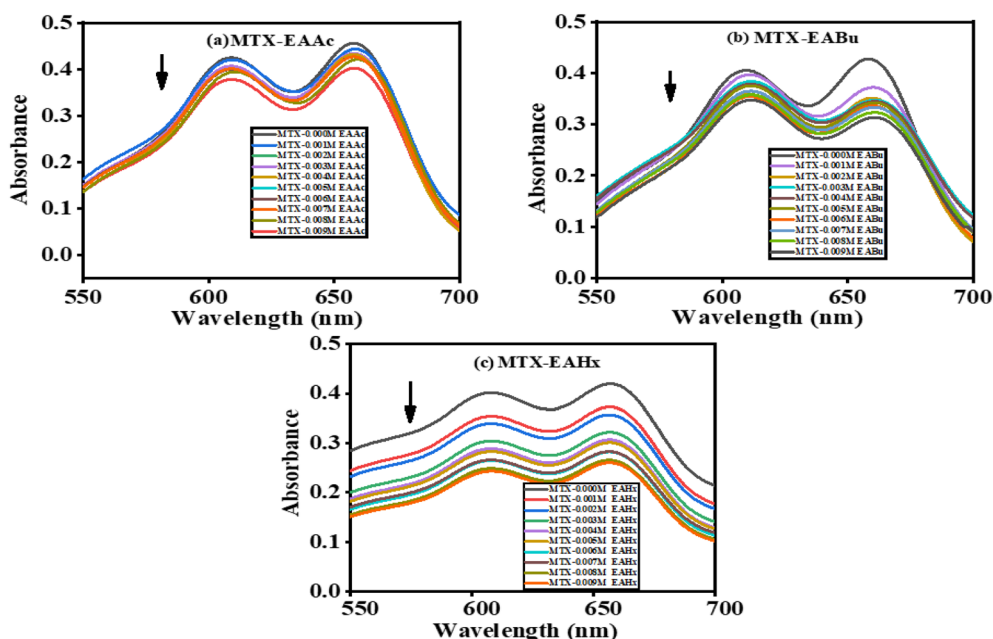 (a) MTX-EAAc
0.5
0.4
0.3
0.2
0.1
0.0
Absorbance
MTX-0.000M EAAc
MTX-0.001M EAAc
MTX-0.002M EAAc
MTX-0.003M EAAc
MTX-0.004M EAAc
MTX-0.005M EAAc
MTX-0.006M EAAc
MTX-0.007M EAAc
MTX-0.008M EAAc
MTX-0.009M EAAc
550 600 650 700
Wavelength (nm)
(b) MTX-EABu
0.5
0.4
0.3
0.2
0.1
0.0
Absorbance
MTX-0.000M EABu
MTX-0.001M EABu
MTX-0.002M EABu
MTX-0.003M EABu
MTX-0.004M EABu
MTX-0.005M EABu
MTX-0.006M EABu
MTX-0.007M EABu
MTX-0.008M EABu
MTX-0.009M EABu
550 600 650 700
Wavelength (nm)
(c) MTX-EAHx
0.5
0.4
0.3
0.2
0.1
0.0
Absorbance
MTX-0.000M EAHx
MTX-0.001M EAHx
MTX-0.002M EAHx
MTX-0.003M EAHx
MTX-0.004M EAHx
MTX-0.005M EAHx
MTX-0.006M EAHx
MTX-0.007M EAHx
MTX-0.008M EAHx
MTX-0.009M EAHx
550 600 650 700
Wavelength (nm)